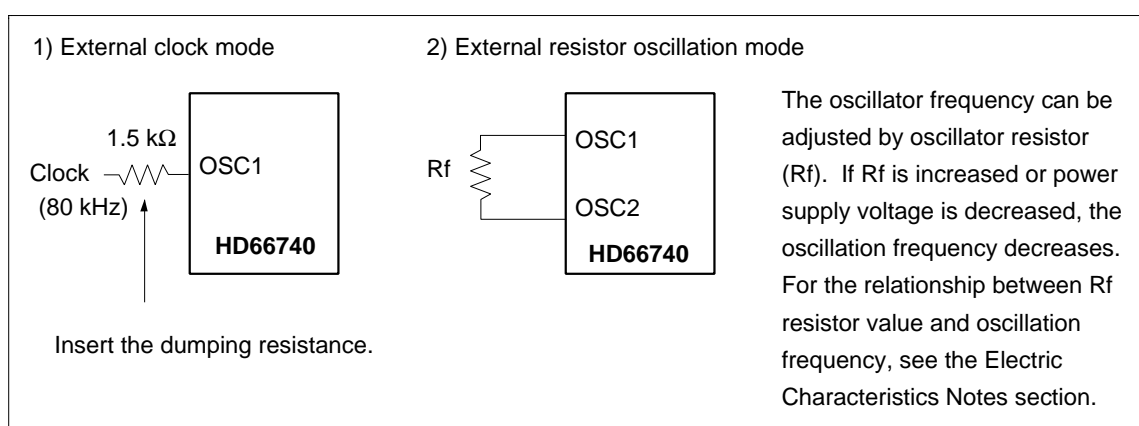 1) External clock mode
1.5 kΩ
Clock
(80 kHz)
OSC1
HD66740
Insert the dumping resistance.
2) External resistor oscillation mode
Rf
OSC1
OSC2
HD66740
The oscillator frequency can be
adjusted by oscillator resistor
(Rf). If Rf is increased or power
supply voltage is decreased, the
oscillation frequency decreases.
For the relationship between Rf
resistor value and oscillation
frequency, see the Electric
Characteristics Notes section.